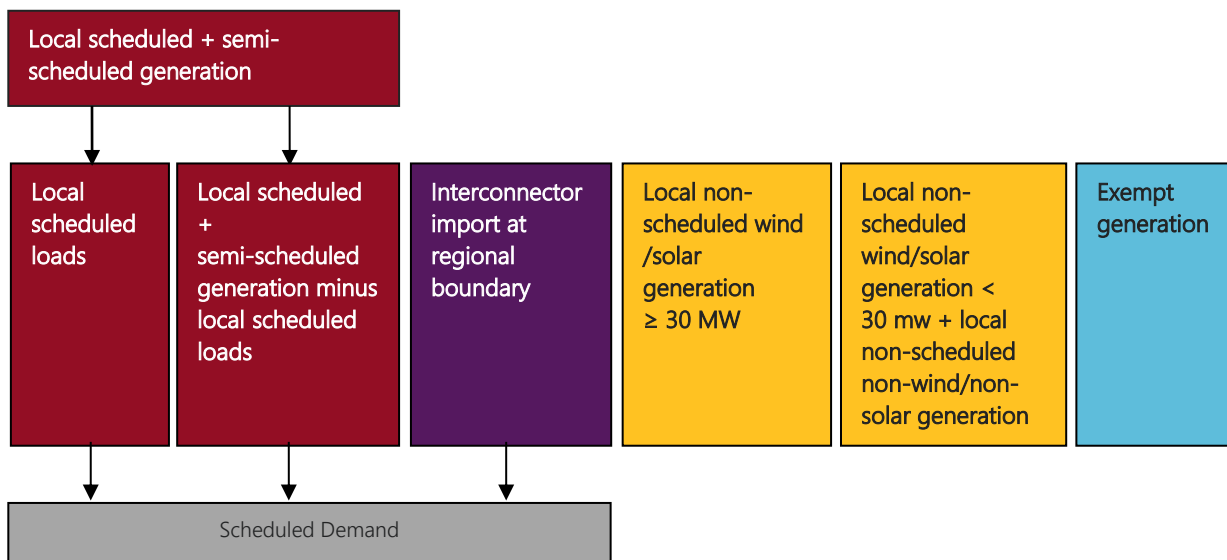 Local scheduled + semi-
scheduled generation
Local
scheduled
loads
Local scheduled
+
semi-scheduled
generation minus
local scheduled
loads
Interconnector
import at
regional
boundary
Local non-
scheduled wind
/solar
generation
≥ 30 MW
Local non-
scheduled
wind/solar
generation <
30 mw + local
non-scheduled
non-wind/non-
solar generation
Exempt
generation
Scheduled Demand